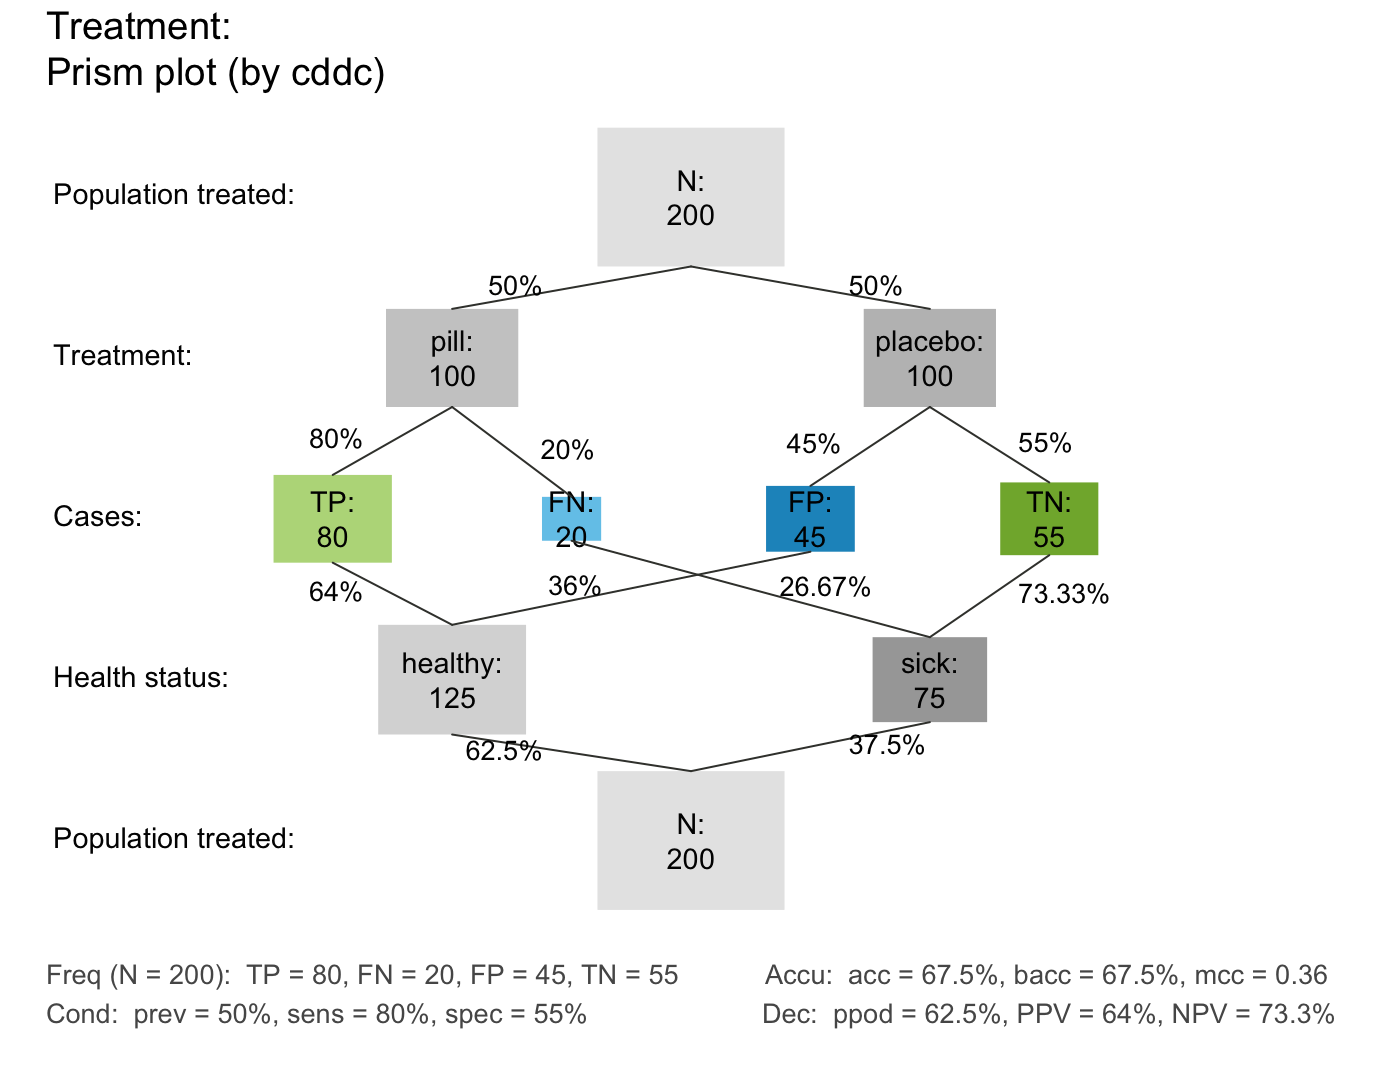 Treatment:
Prism plot (by cddc)
Population treated:
N:
200
50%
50%
Treatment:
pill:
100
placebo:
100
80%
20%
45%
55%
Cases:
TP:
80
FN:
20
FP:
45
TN:
55
64%
36%
26.67%
73.33%
Health status:
healthy:
125
sick:
75
62.5%
37.5%
Population treated:
N:
200
Freq (N = 200):  TP = 80, FN = 20, FP = 45, TN = 55
Accu:  acc = 67.5%, bacc = 67.5%, mcc = 0.36
Cond:  prev = 50%, sens = 80%, spec = 55%
Dec:  ppod = 62.5%, PPV = 64%, NPV = 73.3%